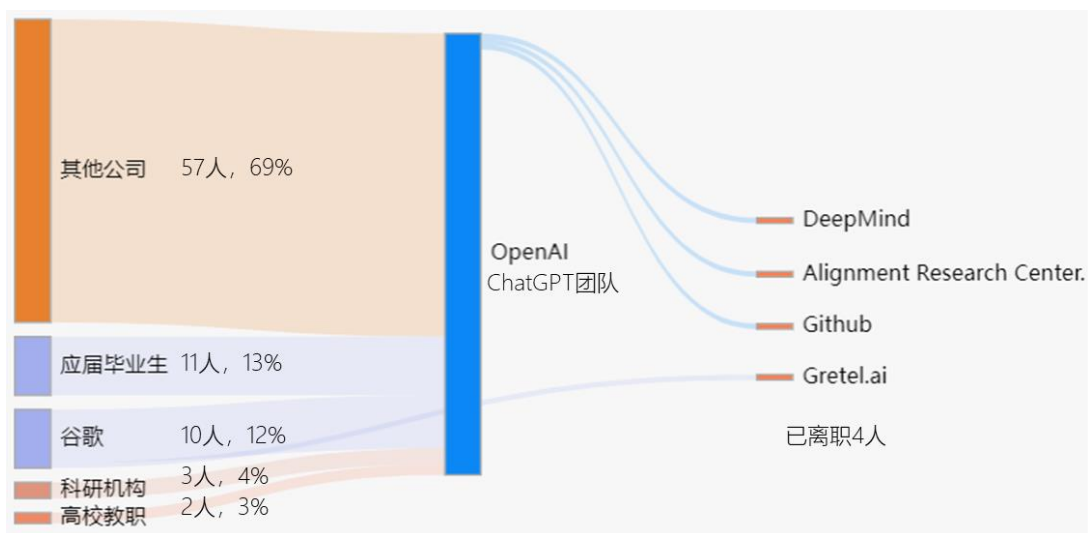 其他公司 57人，69%
OpenAI
ChatGPT团队
DeepMind
Alignment Research Center.
Github
Gretel.ai
已离职4人
应届毕业生 11人，13%
谷歌 10人，12%
科研机构 3人，4%
高校教职 2人，3%